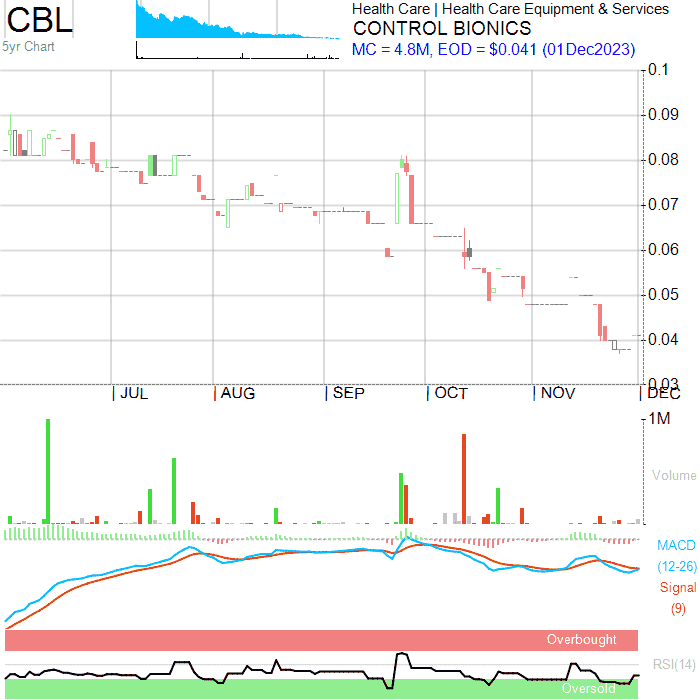 CBL
5yr Chart
Health Care | Health Care Equipment & Services
CONTROL BIONICS
MC = 4.8M, EOD = $0.041 (01Dec2023)
0.1
0.09
0.08
0.07
0.06
0.05
0.04
0.03
| JUL | AUG | SEP | OCT | NOV | DEC
1M
Volume
MACD
(12-26)
Signal
(9)
Overbought
RSI(14)
Oversold